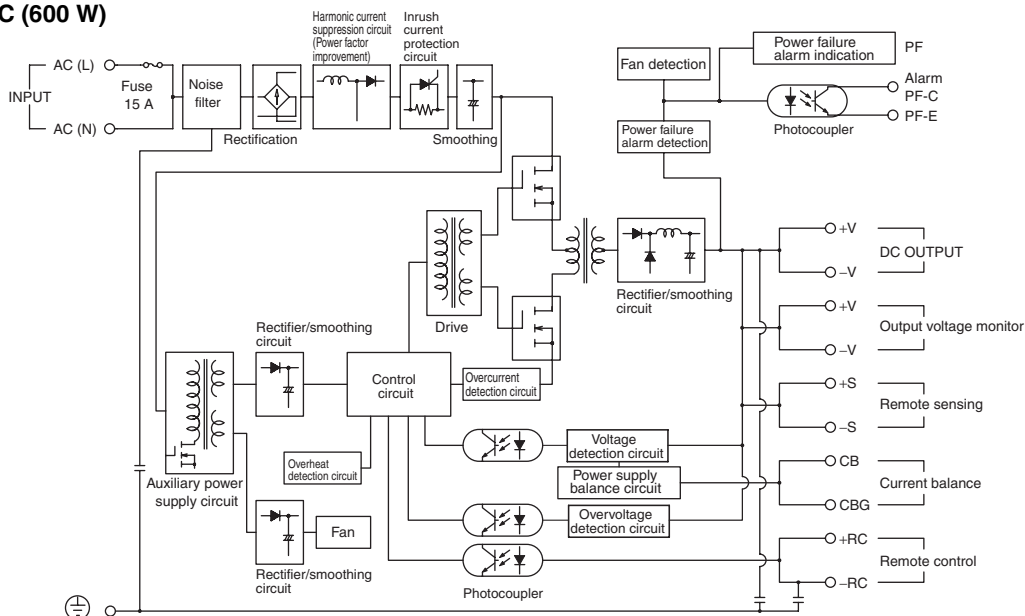 C (600 W)
AC (L)
INPUT
AC (N)
Fuse
15 A
Noise
filter
Rectification
Harmonic current
suppression circuit
(Power factor
improvement)
Inrush
current
protection
circuit
Smoothing
Fan detection
Power failure
alarm indication
PF
Alarm
PF-C
PF-E
Photocoupler
Power failure
alarm detection
Drive
Rectifier/smoothing
circuit
+V
DC OUTPUT
−V
+V
Output voltage monitor
−V
+S
Remote sensing
−S
CB
Current balance
CBG
+RC
Remote control
−RC
Rectifier/smoothing
circuit
Control
circuit
Overcurrent
detection circuit
Auxiliary power
supply circuit
Overheat
detection circuit
Voltage
detection circuit
Power supply
balance circuit
Overvoltage
detection circuit
Fan
Rectifier/smoothing
circuit
Photocoupler